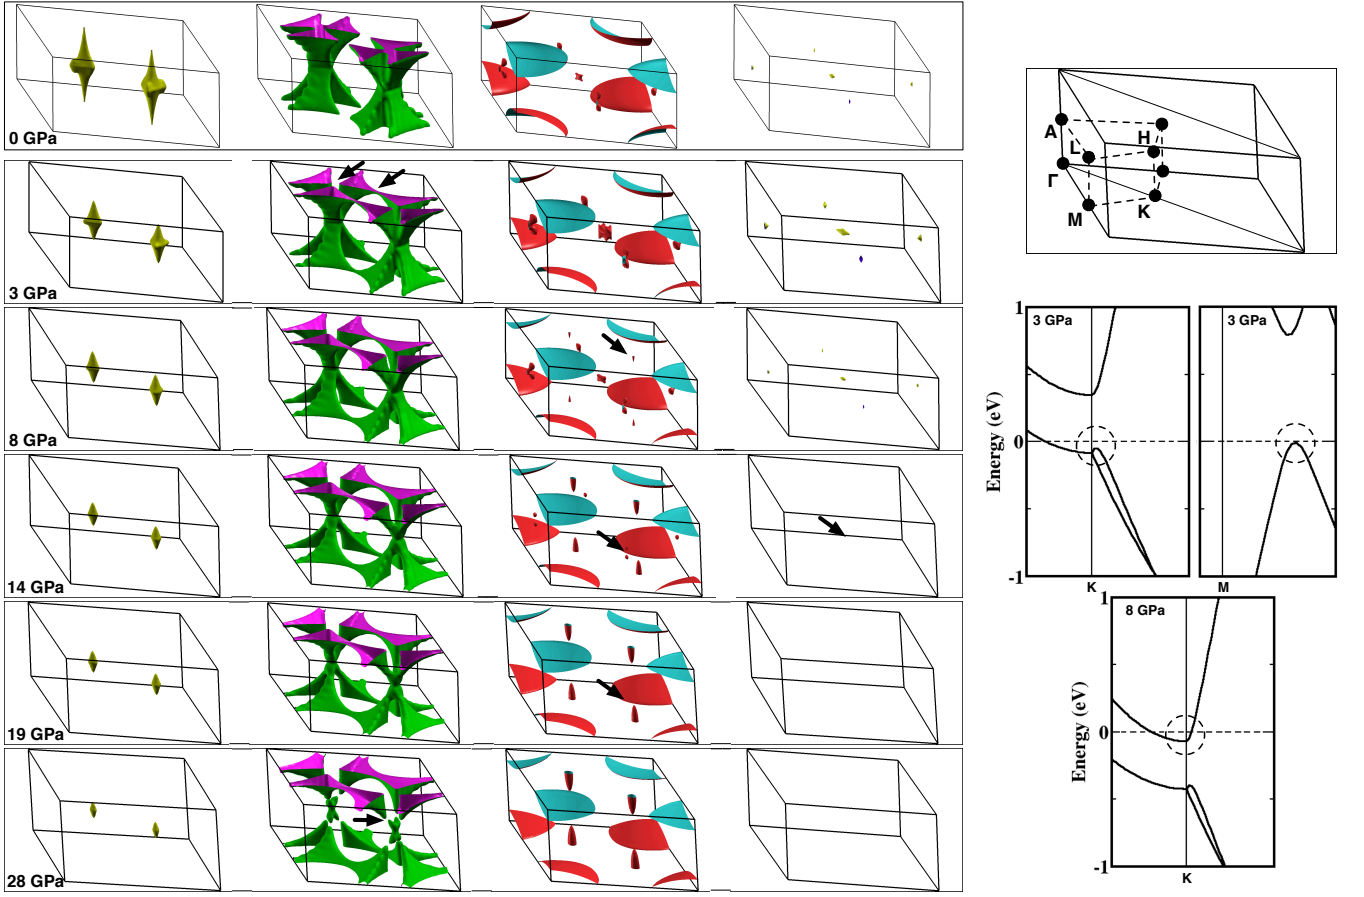 0 GPa
3 GPa
8 GPa
14 GPa
19 GPa
28 GPa
A
H
L
Γ
M
K
1
3 GPa
3 GPa
Energy (eV)
0
-1
K
M
1
8 GPa
Energy (eV)
0
-1
K